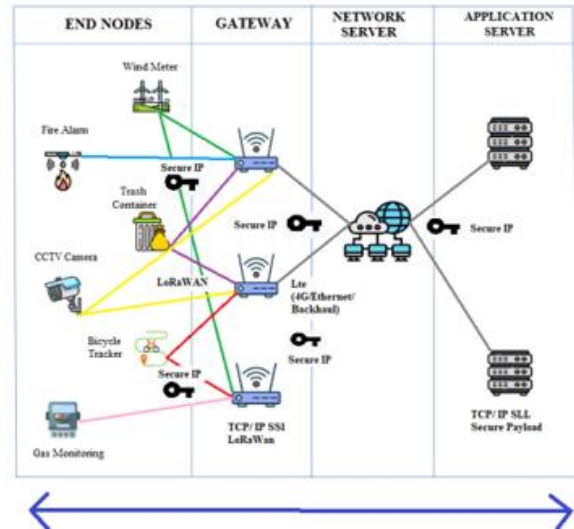 END NODES
GATEWAY
NETWORK
SERVER
APPLICATION
SERVER
Wind Meter
Fire Alarm
Secure IP
Trash
Container
Secure IP
Secure IP
CCTV Camera
LoRaWAN
Lte
(4G/Ethernet/
Backhaul)
Bicycle
Tracker
Secure IP
Secure IP
TCP/ IP SSI
LoRaWan
TCP/ IP SLL
Secure Payload
Gas Monitoring